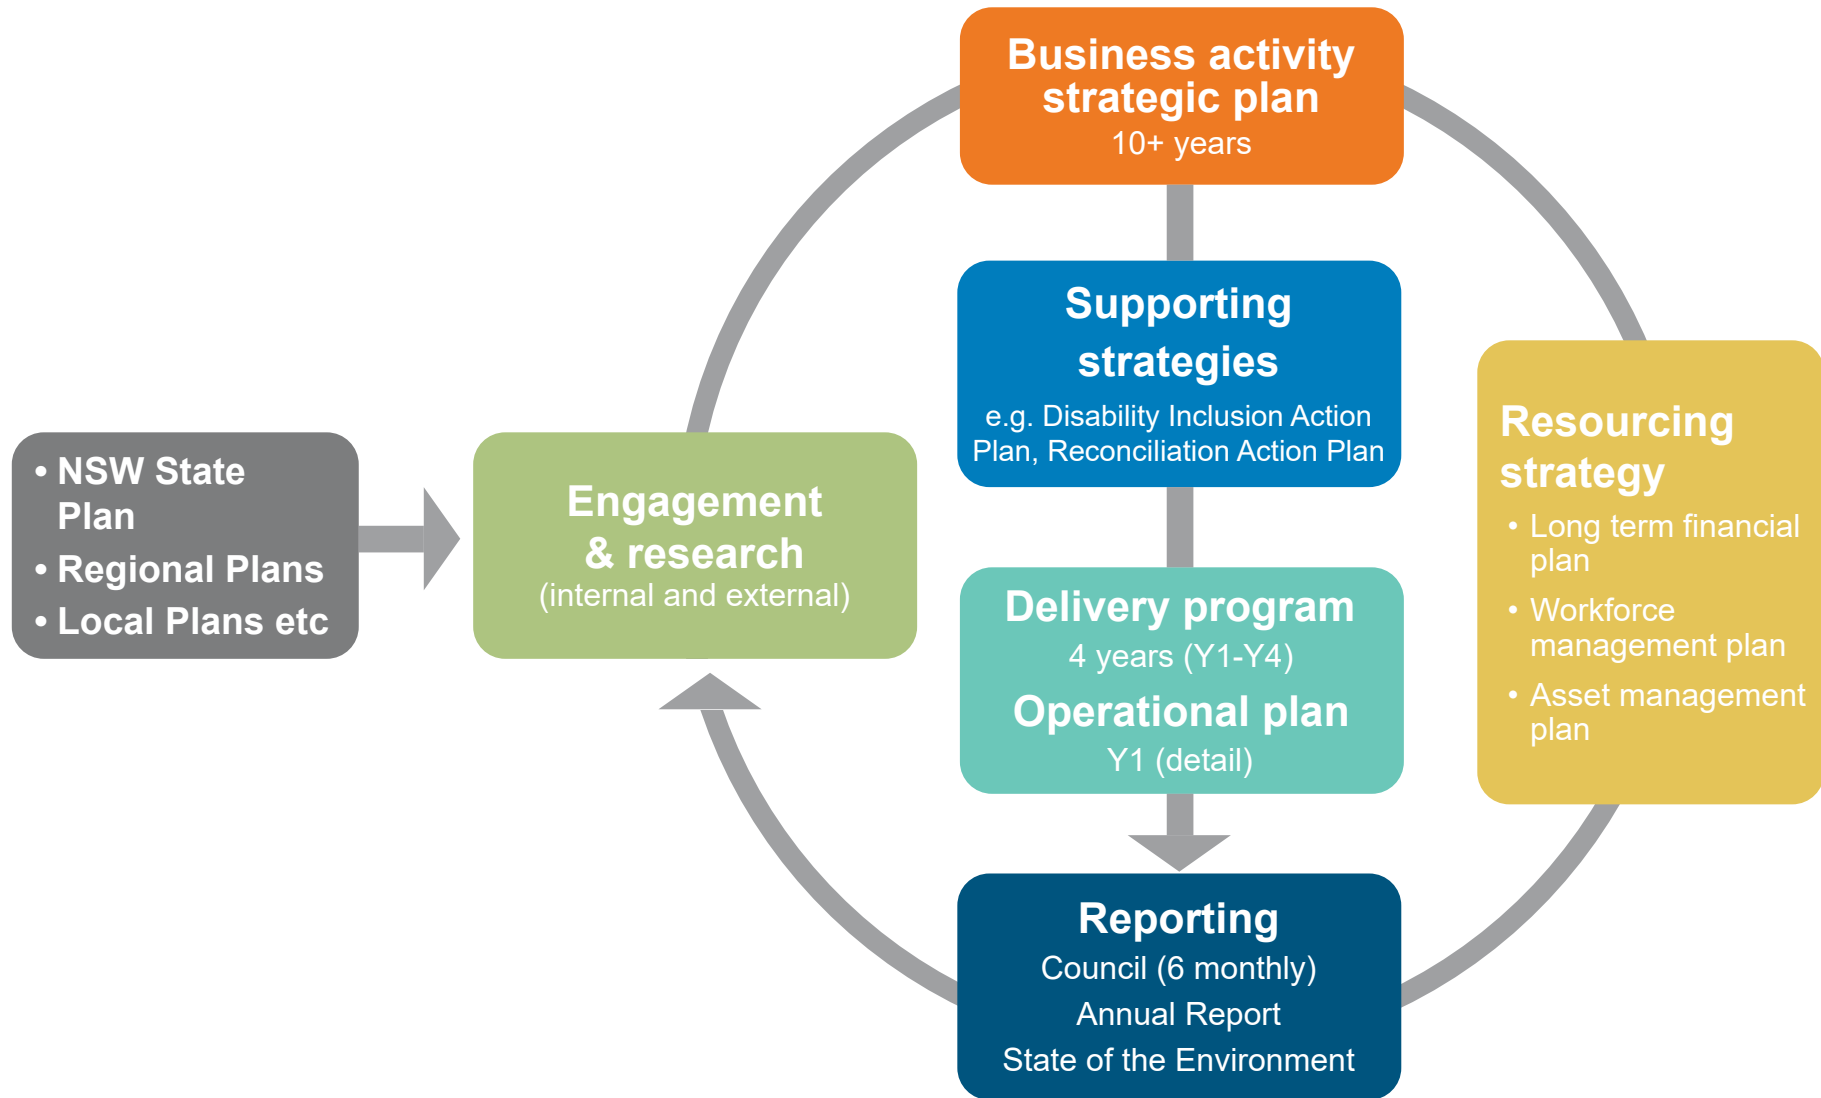 Business activity
strategic plan
10+ years
Supporting
strategies
e.g. Disability Inclusion Action
Plan, Reconciliation Action Plan
• NSW State
Plan
• Regional Plans
• Local Plans etc
Engagement
& research
(internal and external)
Delivery program
4 years (Y1-Y4)
Operational plan
Y1 (detail)
Resourcing
strategy
• Long term financial
plan
• Workforce
management plan
• Asset management
plan
Reporting
Council (6 monthly)
Annual Report
State of the Environment